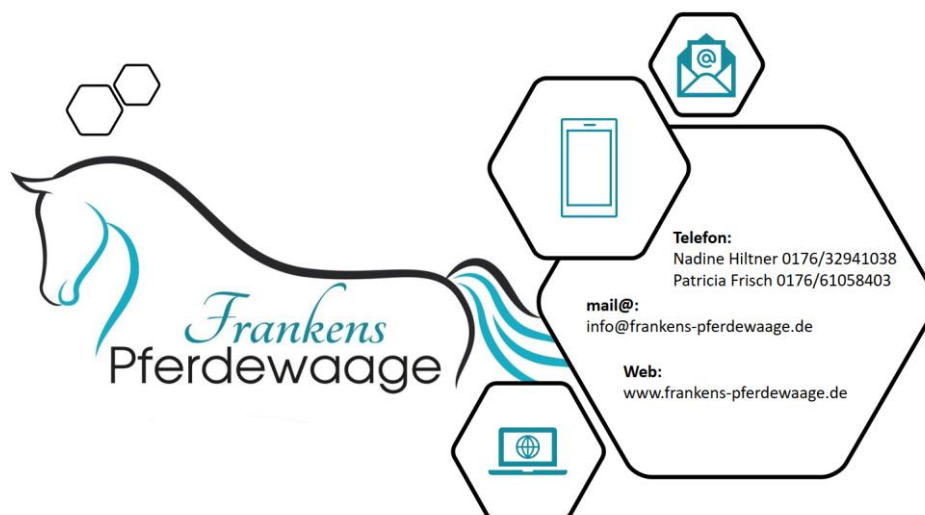 Frankens
Pferdewaage
Telefon:
Nadine Hiltner 0176/32941038
Patricia Frisch 0176/61058403
mail@:
info@frankens-pferdewaage.de
Web:
www.frankens-pferdewaage.de
@